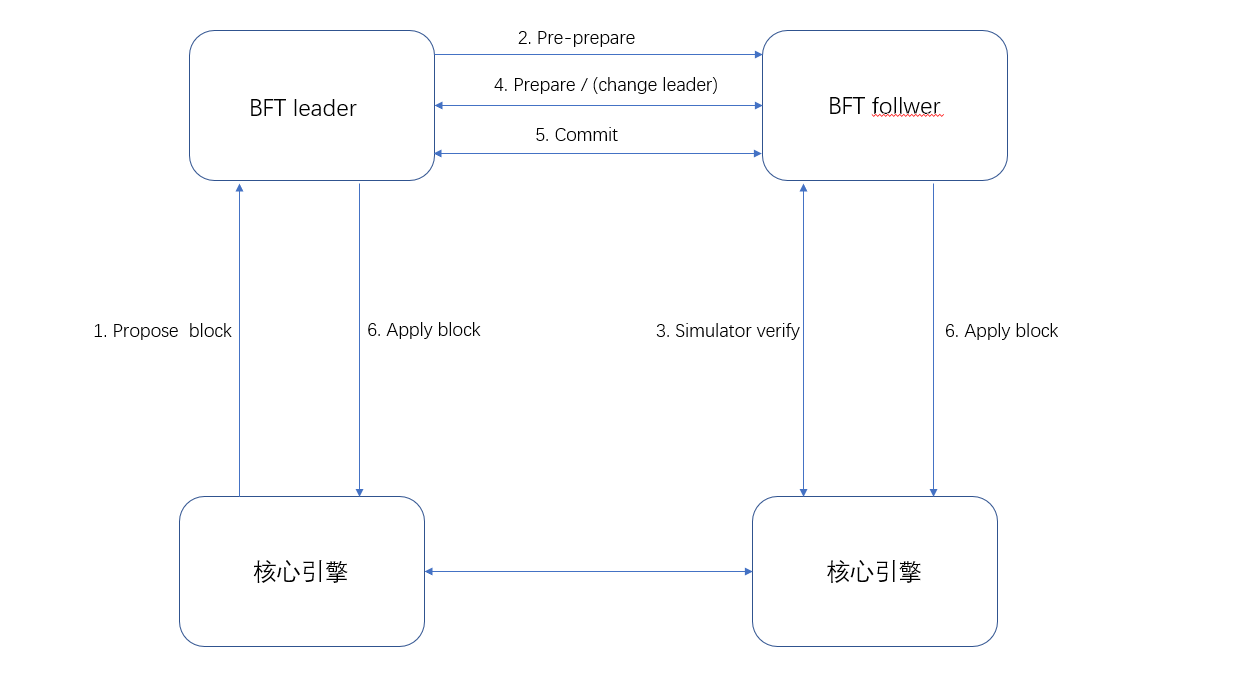 2. Pre-prepare
4. Prepare / (change leader)
BFT leader
BFT follwer
5. Commit
1. Propose  block
6. Apply block
3. Simulator verify
6. Apply block
核心引擎
核心引擎